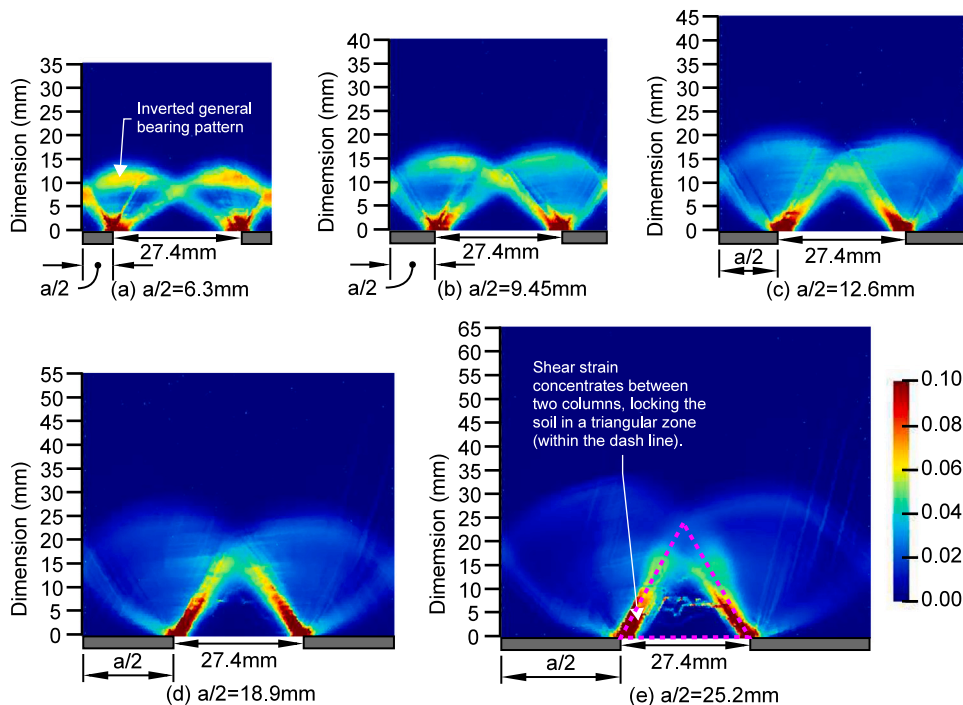 35
30
25
20
15
10
5
0
Dimemsion (mm)
Inverted general
bearing pattern
27.4mm
a/2
(a) a/2=6.3mm
40
35
30
25
20
15
10
5
0
Dimemsion (mm)
27.4mm
a/2
(b) a/2=9.45mm
45
40
35
30
25
20
15
10
5
0
Dimemsion (mm)
27.4mm
a/2
(c) a/2=12.6mm
55
50
45
40
35
30
25
20
15
10
5
0
Dimemsion (mm)
a/2
27.4mm
(d) a/2=18.9mm
65
60
55
50
45
40
35
30
25
20
15
10
5
0
Dimemsion (mm)
Shear strain
concentrates between
two columns, locking the
soil in a triangular zone
(within the dash line).
a/2
27.4mm
(e) a/2=25.2mm
0.10
0.08
0.06
0.04
0.02
0.00